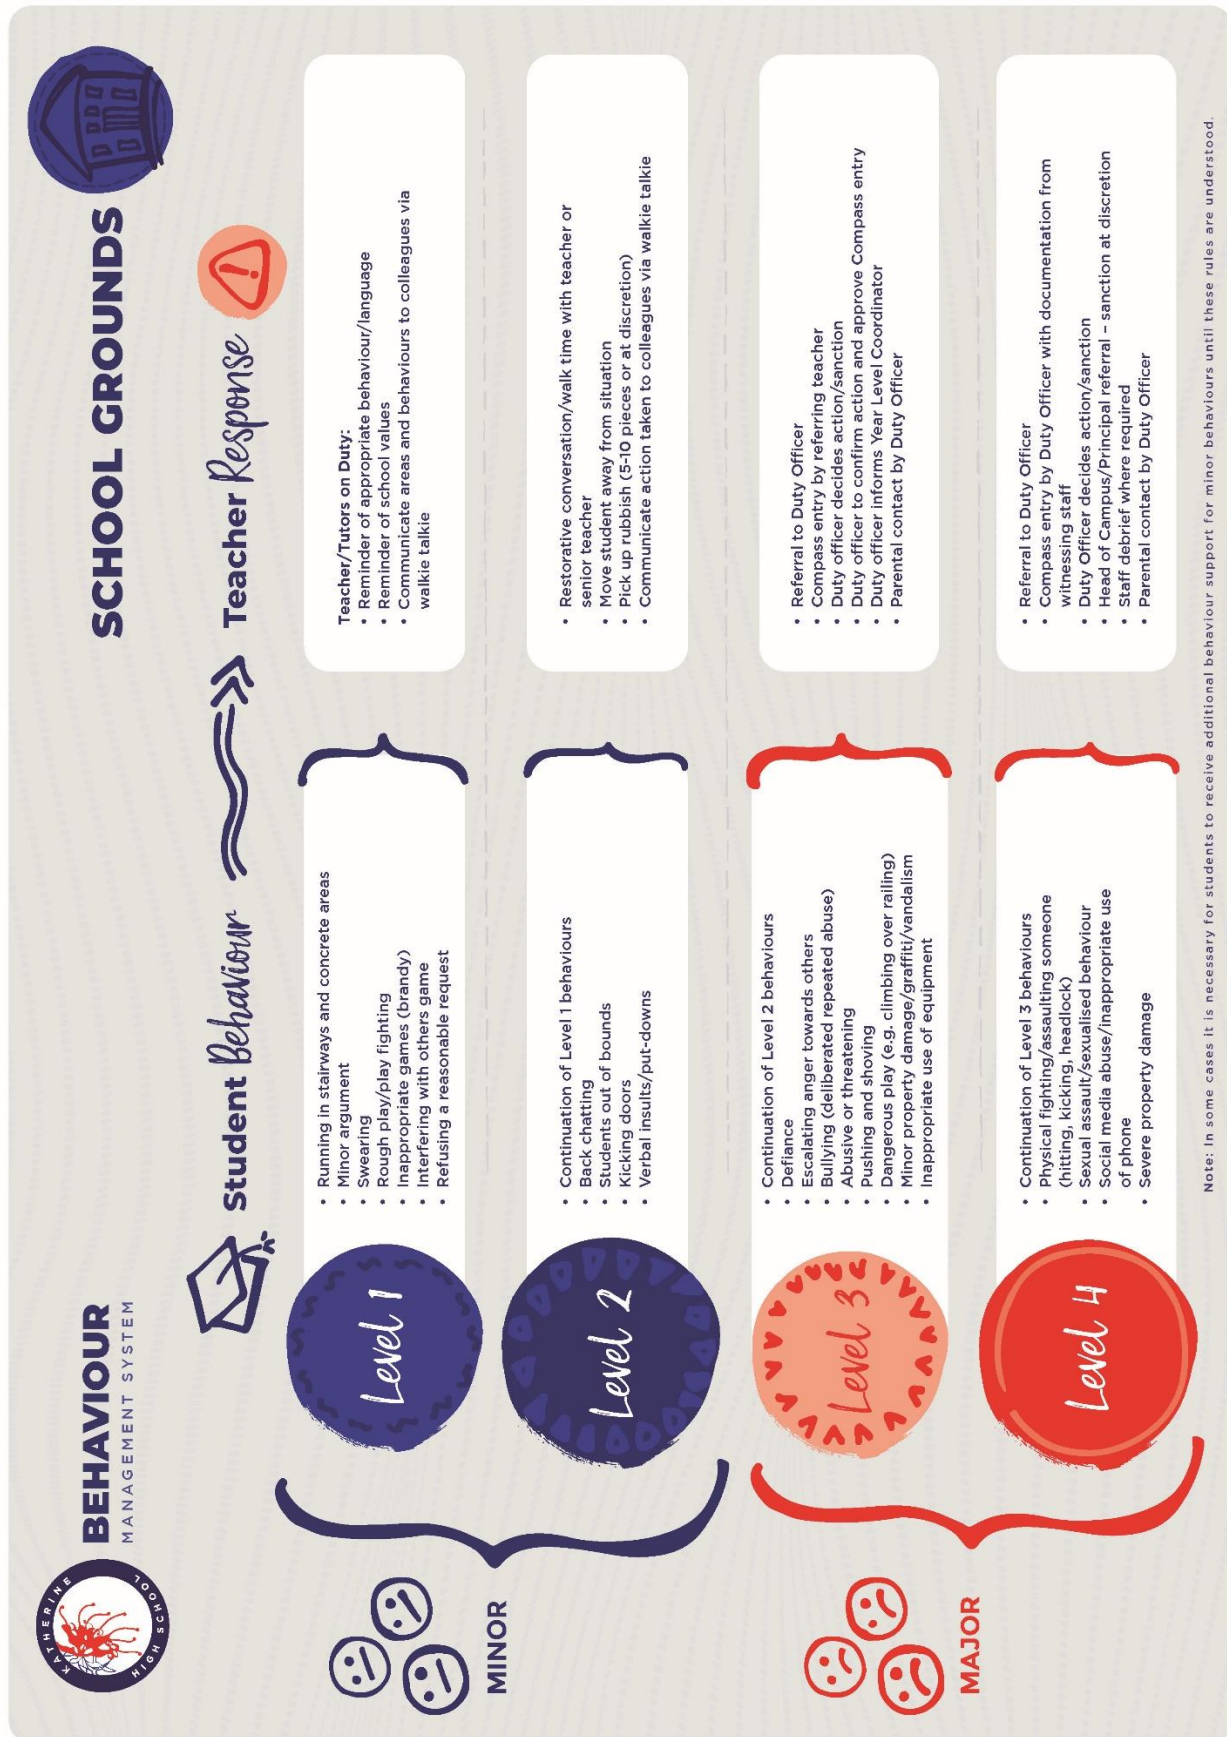 KATHERINE
HIGH SCHOOL
BEHAVIOUR
MANAGEMENT SYSTEM
SCHOOL GROUNDS
Student Behaviour
Teacher Response
MINOR
Level 1
• Running in stairways and concrete areas
• Minor argument
• Swearing
• Rough play/play fighting
• Inappropriate games (brandy)
• Interfering with others game
• Refusing a reasonable request
Teacher/Tutors on Duty:
• Reminder of appropriate behaviour/language
• Reminder of school values
• Communicate areas and behaviours to colleagues via
walkie talkie
Level 2
• Continuation of Level 1 behaviours
• Back chatting
• Students out of bounds
• Kicking doors
• Verbal insults/put-downs
• Restorative conversation/walk time with teacher or
senior teacher
• Move student away from situation
• Pick up rubbish (5-10 pieces or at discretion)
• Communicate action taken to colleagues via walkie talkie
MAJOR
Level 3
• Continuation of Level 2 behaviours
• Defiance
• Escalating anger towards others
• Bullying (deliberated repeated abuse)
• Abusive or threatening
• Pushing and shoving
• Dangerous play (e.g. climbing over railing)
• Minor property damage/graffiti/vandalism
• Inappropriate use of equipment
• Referral to Duty Officer
• Compass entry by referring teacher
• Duty officer decides action/sanction
• Duty officer to confirm action and approve Compass entry
• Duty officer informs Year Level Coordinator
• Parental contact by Duty Officer
Level 4
• Continuation of Level 3 behaviours
• Physical fighting/assaulting someone
(hitting, kicking, headlock)
• Sexual assault/sexualised behaviour
• Social media abuse/inappropriate use
of phone
• Severe property damage
• Referral to Duty Officer
• Compass entry by Duty Officer with documentation from
witnessing staff
• Duty Officer decides action/sanction
• Head of Campus/Principal referral – sanction at discretion
• Staff debrief where required
• Parental contact by Duty Officer
Note: In some cases it is necessary for students to receive additional behaviour support for minor behaviours until these rules are understood.